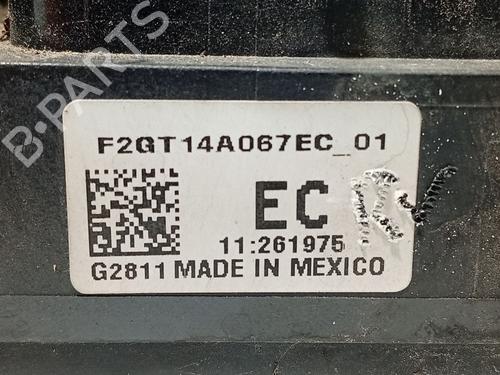 B-PARTS
F2GT14A067EC_01
EC
11:261975
G2811 MADE IN MEXICO